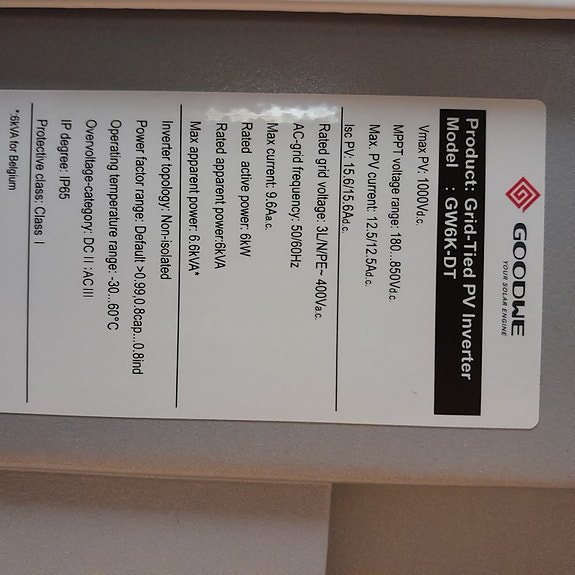 GOODWE
YOUR SOLAR ENGINE
Product: Grid-Tied PV Inverter
Model : GW6K-DT
Vmax PV: 1000Vd.c.
MPPT voltage range: 180...850Vd.c.
Max. PV current: 12.5/12.5Ad.c.
Isc PV: 15.6/15.6Ad.c.
Rated grid voltage: 3L/N/PE~ 400Va.c.
AC-grid frequency: 50/60Hz
Max current: 9.6Aa.c.
Rated active power: 6kW
Rated apparent power:6kVA
Max apparent power: 6.6kVA*
Inverter topology: Non-isolated
Power factor range: Default >0.99,0.8cap...0.8ind
Operating temperature range: -30...60°C
Overvoltage-category: DC II :AC III
IP degree: IP65
Protective class: Class I
*:6kVA for Belgium